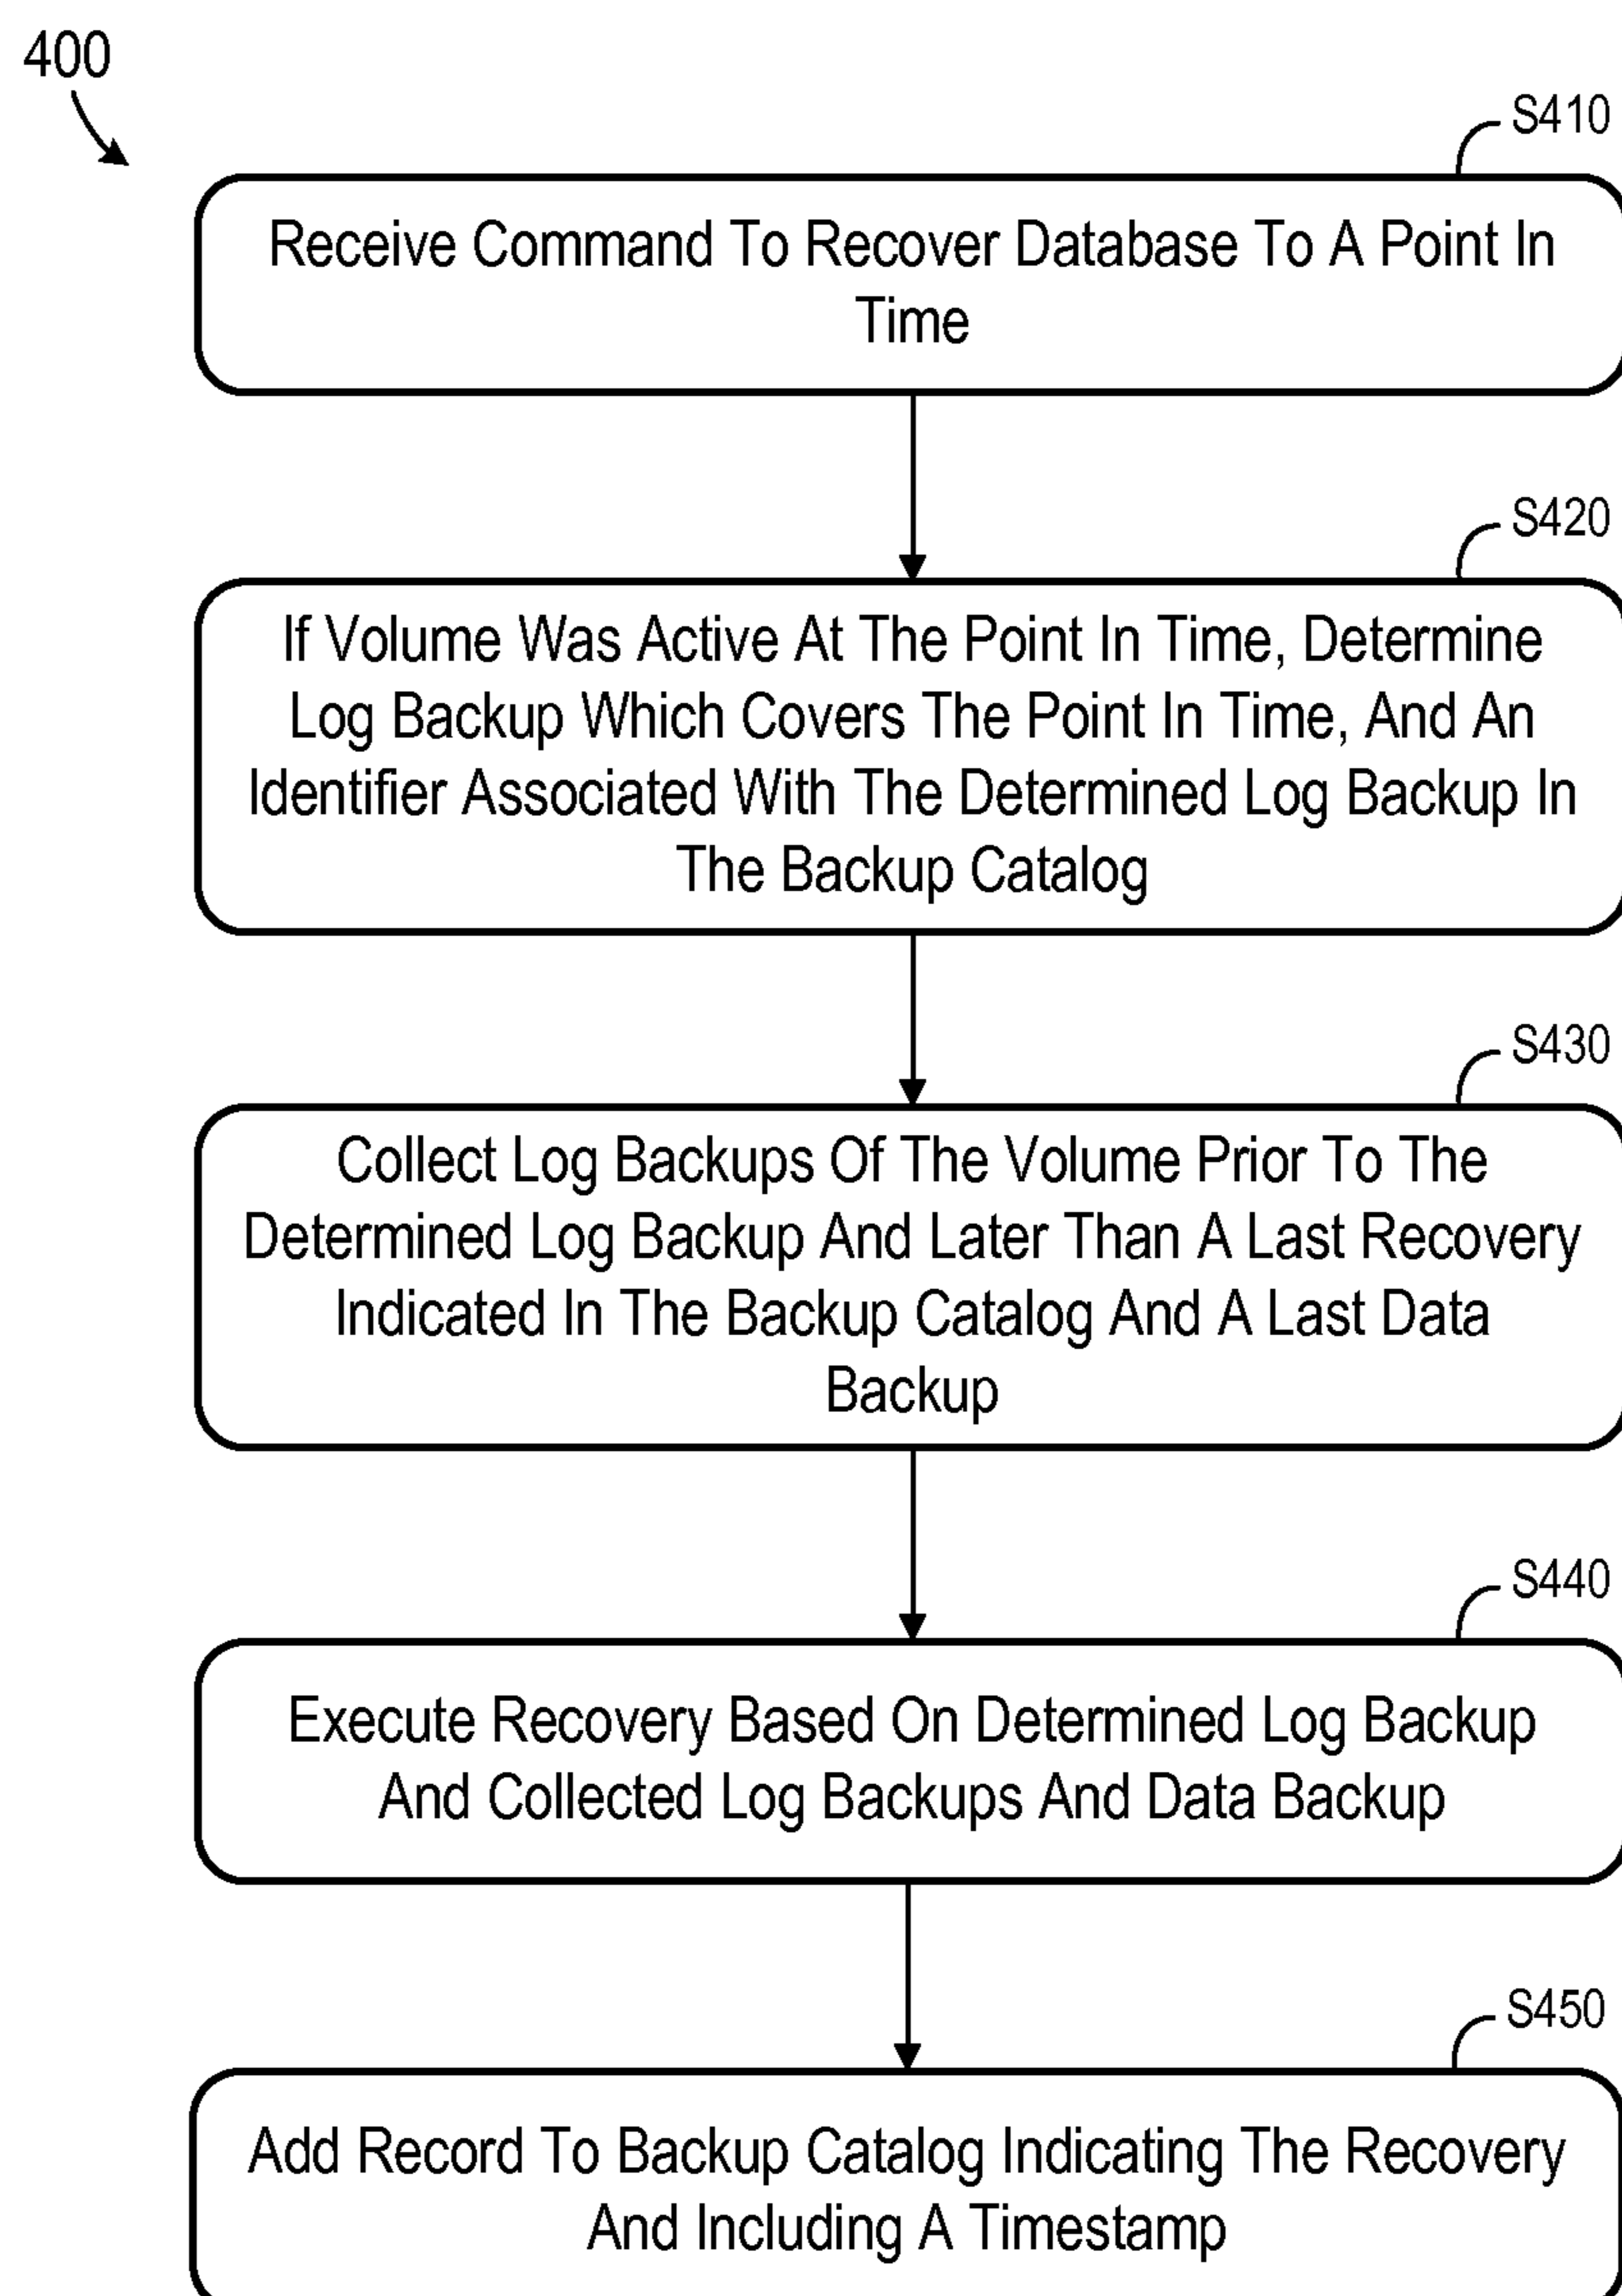 400
S410
Receive Command To Recover Database To A Point In
Time
S420
If Volume Was Active At The Point In Time, Determine
Log Backup Which Covers The Point In Time, And An
Identifier Associated With The Determined Log Backup In
The Backup Catalog
S430
Collect Log Backups Of The Volume Prior To The
Determined Log Backup And Later Than A Last Recovery
Indicated In The Backup Catalog And A Last Data
Backup
S440
Execute Recovery Based On Determined Log Backup
And Collected Log Backups And Data Backup
S450
Add Record To Backup Catalog Indicating The Recovery
And Including A Timestamp